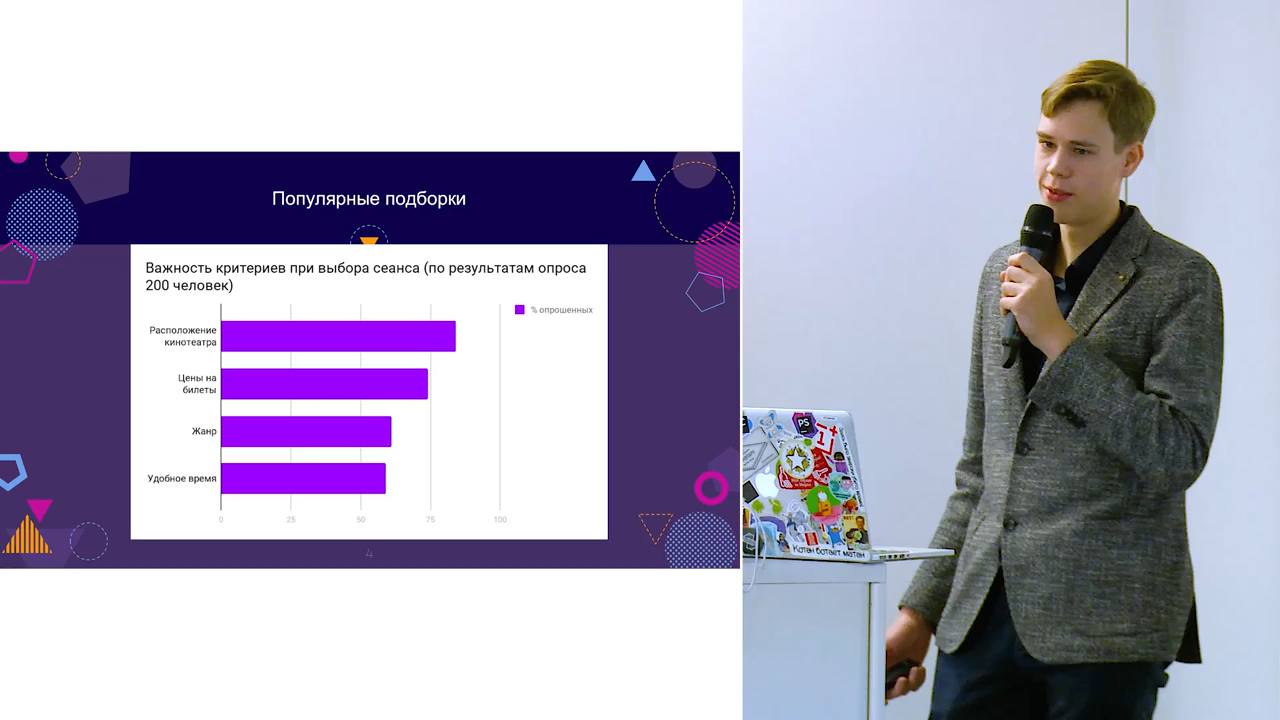 Популярные подборки
Важность критериев при выбора сеанса (по результатам опроса
200 человек)
% опрошенных
Расположение
кинотеатра
Цены на
билеты
Жанр
Удобное время
0 25 50 75 100
4
PS
Котан ботает матан